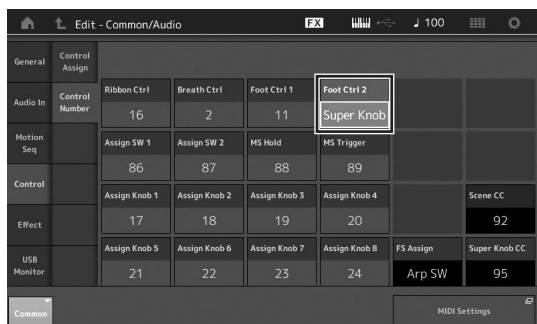 Edit - Common/Audio FX 100
General Control Assign
Audio In Control Number
Ribbon Ctrl Breath Ctrl Foot Ctrl 1 Foot Ctrl 2
16 2 11 Super Knob
Motion Seq
Assign SW 1 Assign SW 2 MS Hold MS Trigger
86 87 88 89
Control
Assign Knob 1 Assign Knob 2 Assign Knob 3 Assign Knob 4 Scene CC
17 18 19 20 92
Effect
USB Monitor
Assign Knob 5 Assign Knob 6 Assign Knob 7 Assign Knob 8 FS Assign Super Knob CC
21 22 23 24 Arp SW 95
Common MIDI Settings